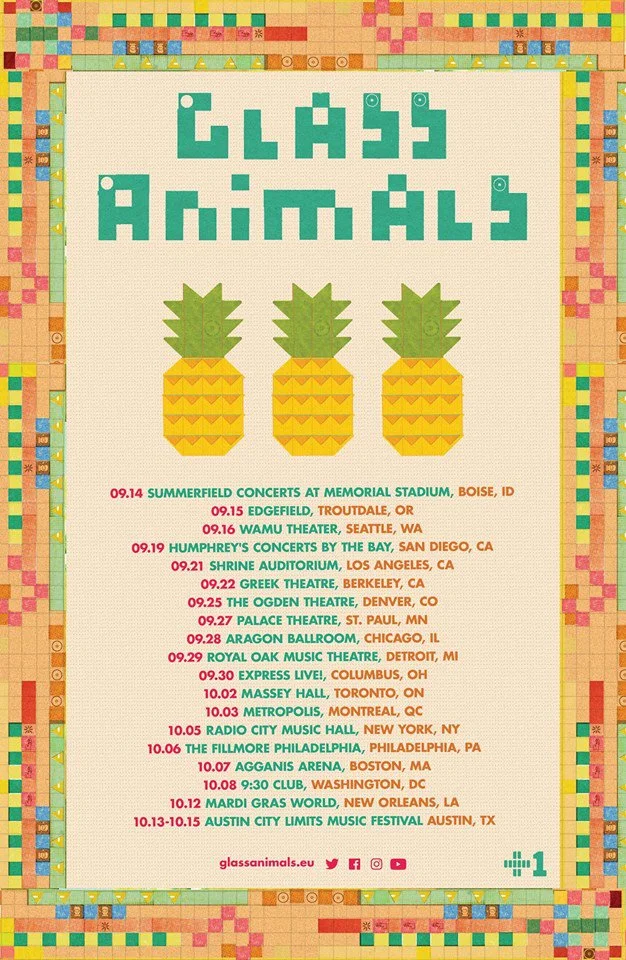 GLASS
ANIMALS
09.14 SUMMERFIELD CONCERTS AT MEMORIAL STADIUM, BOISE, ID
09.15 EDGEFIELD, TROUTDALE, OR
09.16 WAMU THEATER, SEATTLE, WA
09.19 HUMPHREY'S CONCERTS BY THE BAY, SAN DIEGO, CA
09.21 SHRINE AUDITORIUM, LOS ANGELES, CA
09.22 GREEK THEATRE, BERKELEY, CA
09.25 THE OGDEN THEATRE, DENVER, CO
09.27 PALACE THEATRE, ST. PAUL, MN
09.28 ARAGON BALLROOM, CHICAGO, IL
09.29 ROYAL OAK MUSIC THEATRE, DETROIT, MI
09.30 EXPRESS LIVE!, COLUMBUS, OH
10.02 MASSEY HALL, TORONTO, ON
10.03 METROPOLIS, MONTREAL, QC
10.05 RADIO CITY MUSIC HALL, NEW YORK, NY
10.06 THE FILLMORE PHILADELPHIA, PHILADELPHIA, PA
10.07 AGGANIS ARENA, BOSTON, MA
10.08 9:30 CLUB, WASHINGTON, DC
10.12 MARDI GRAS WORLD, NEW ORLEANS, LA
10.13-10.15 AUSTIN CITY LIMITS MUSIC FESTIVAL AUSTIN, TX
glassanimals.eu
+1